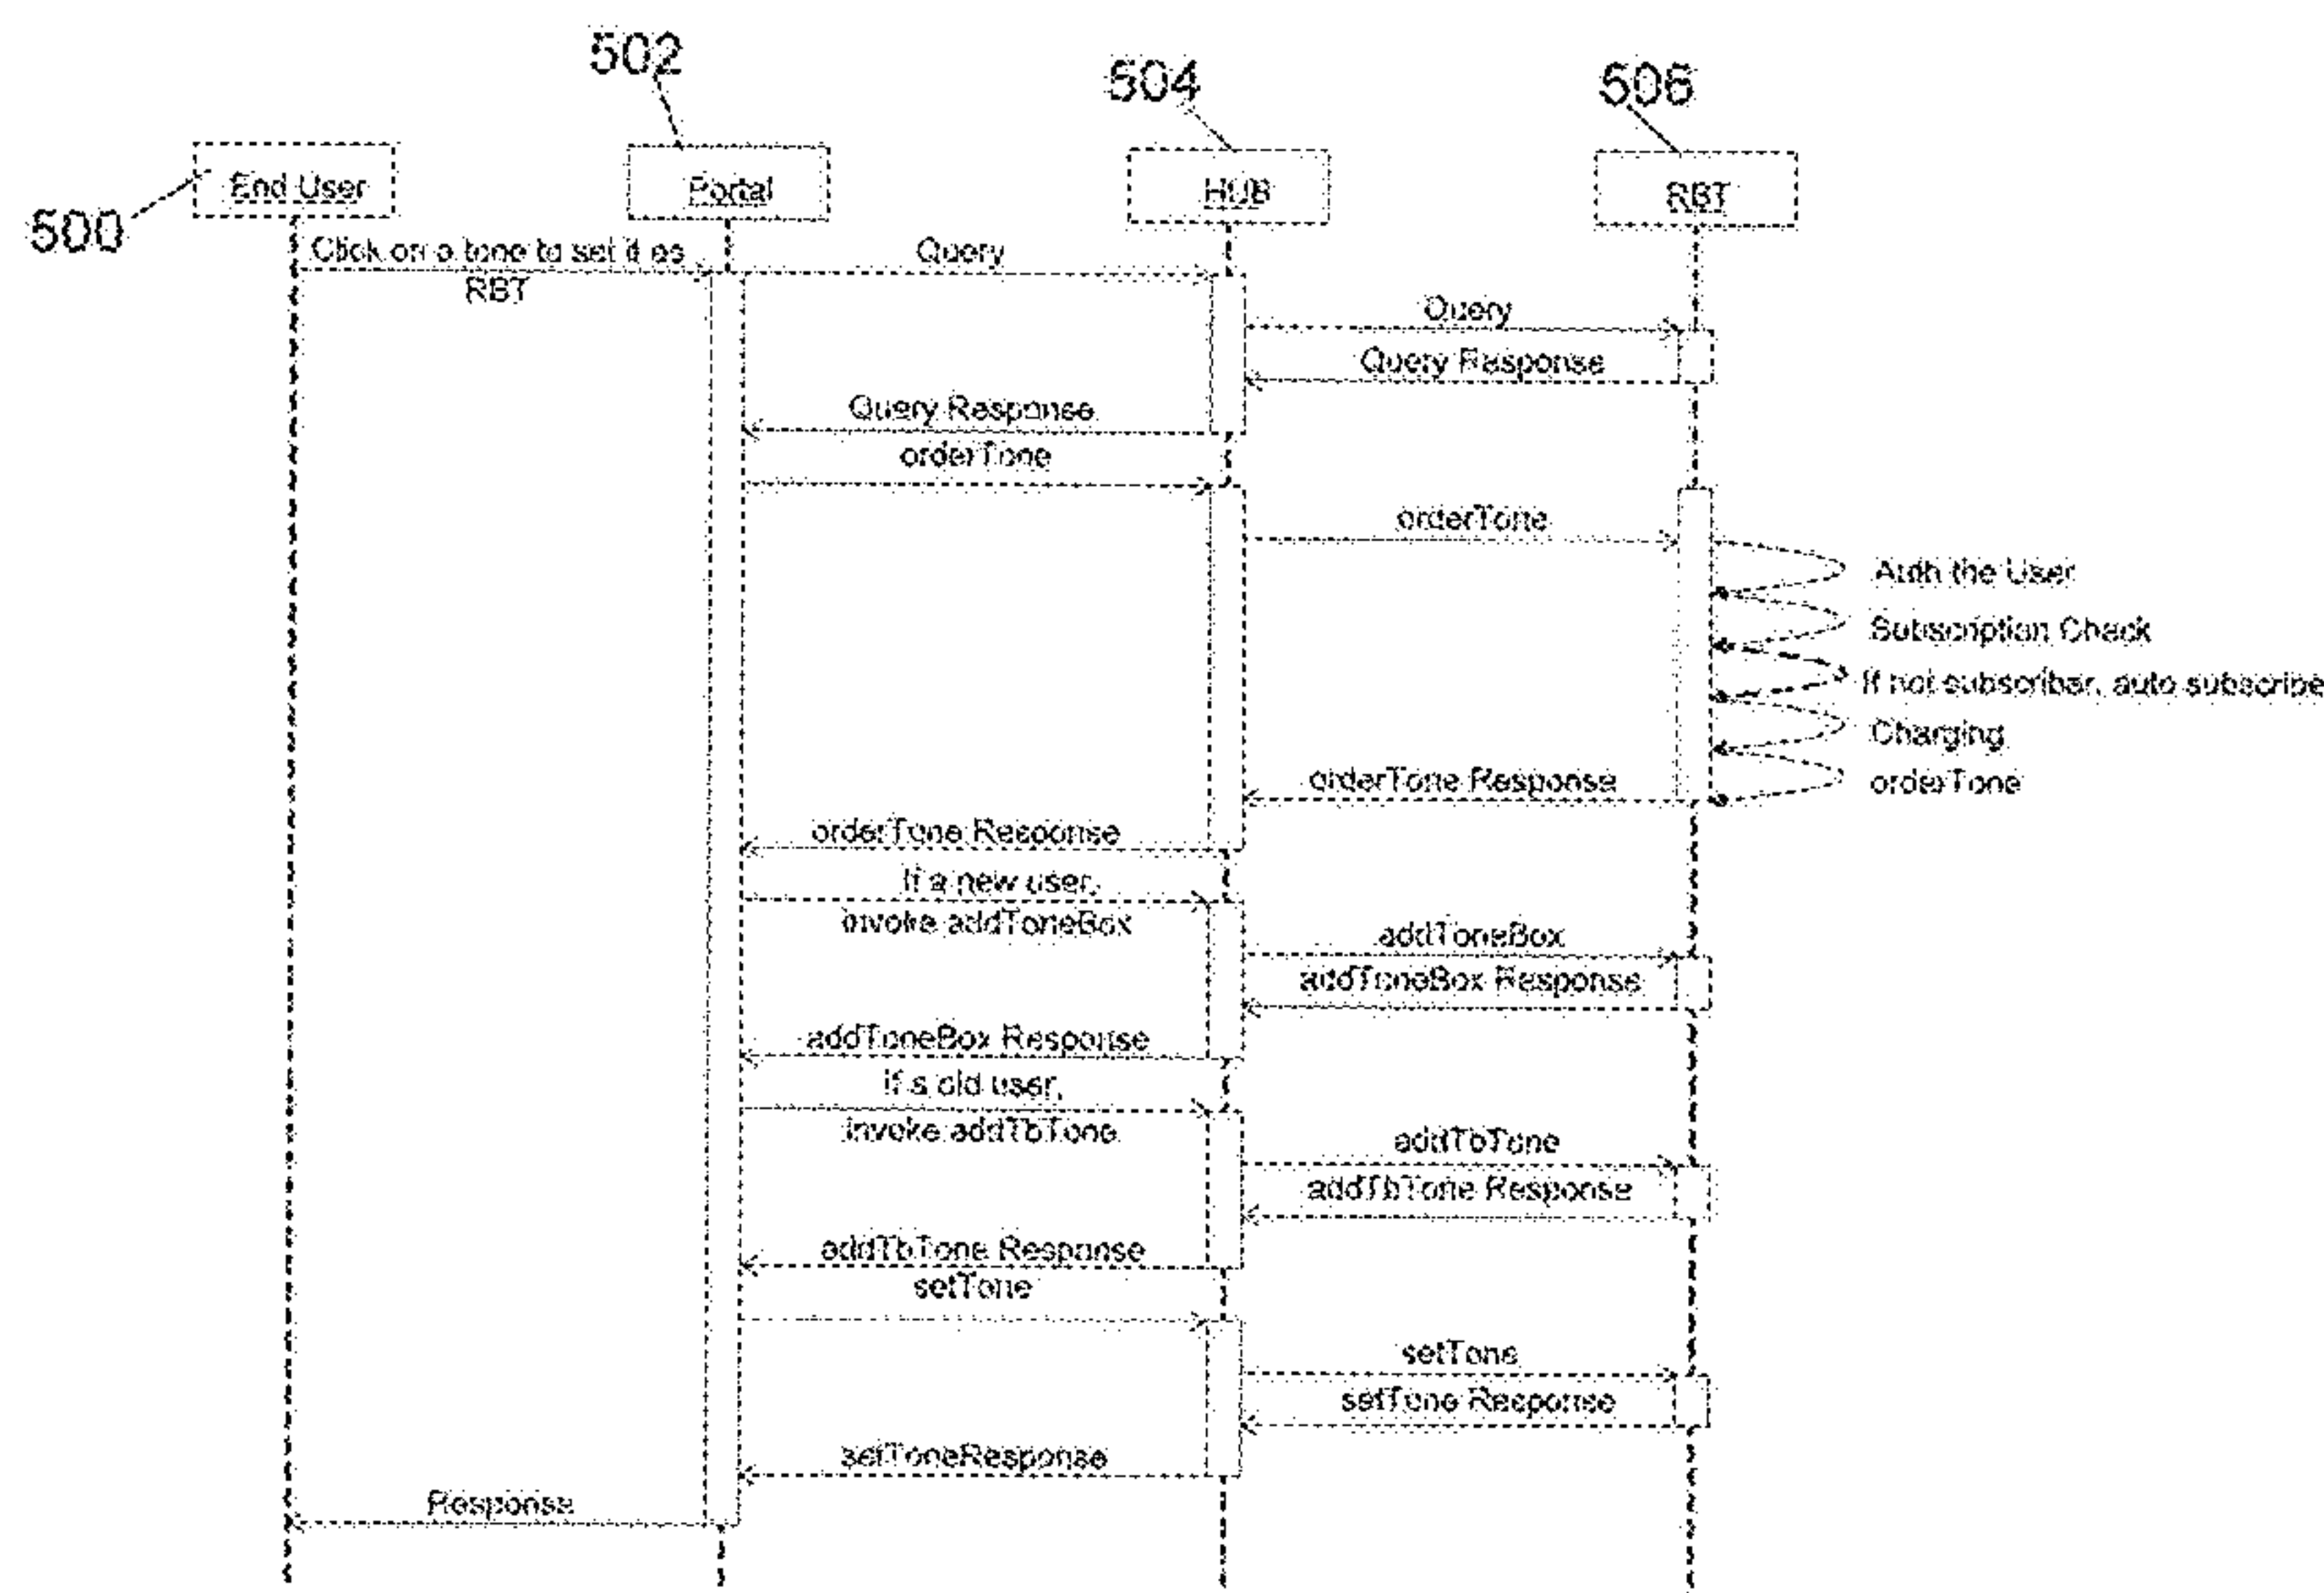 502
504
506
500
End User
Portal
HUB
RBT
Click on a tone to set it as
RBT
Query
Query
Query Response
Query Response
orderTone
orderTone
Auth the User
Subscription Check
If not subscriber, auto subscribe
Charging
orderTone
orderTone Response
orderTone Response
If a new user,
invoke addToneBox
addToneBox
addToneBox Response
addToneBox Response
If s old user,
invoke addTbTone
addTbTone
addTbTone Response
addTbTone Response
setTone
setTone
setTone Response
setToneResponse
Response